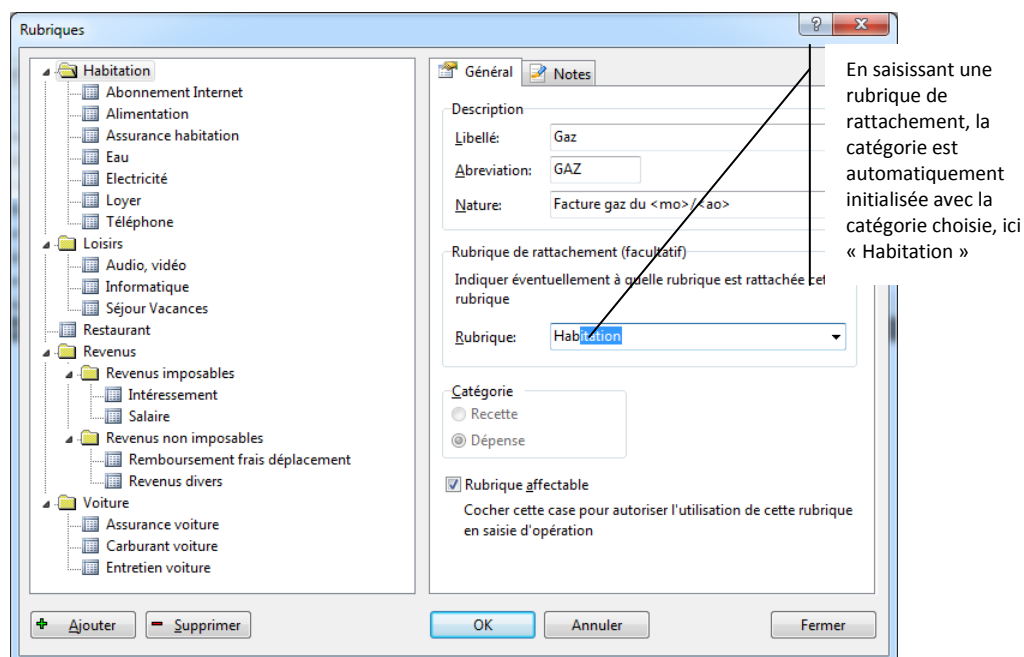 Rubriques
Habitation
Abonnement Internet
Alimentation
Assurance habitation
Eau
Electricité
Loyer
Téléphone
Loisirs
Audio, vidéo
Informatique
Séjour Vacances
Restaurant
Revenus
Revenus imposables
Intéressement
Salaire
Revenus non imposables
Remboursement frais déplacement
Revenus divers
Voiture
Assurance voiture
Carburant voiture
Entretien voiture
Ajouter
Supprimer
Général
Notes
Description
Libellé: Gaz
Abreviation: GAZ
Nature: Facture gaz du <mo>/<ao>
Rubrique de rattachement (facultatif)
Indiquer éventuellement à quelle rubrique est rattachée cet
rubrique
Rubrique: Habitation
Catégorie
Recette
Dépense
Rubrique affectable
Cocher cette case pour autoriser l'utilisation de cette rubrique
en saisie d'opération
OK
Annuler
Fermer
En saisissant une
rubrique de
rattachement, la
catégorie est
automatiquement
initialisée avec la
catégorie choisie, ici
« Habitation »